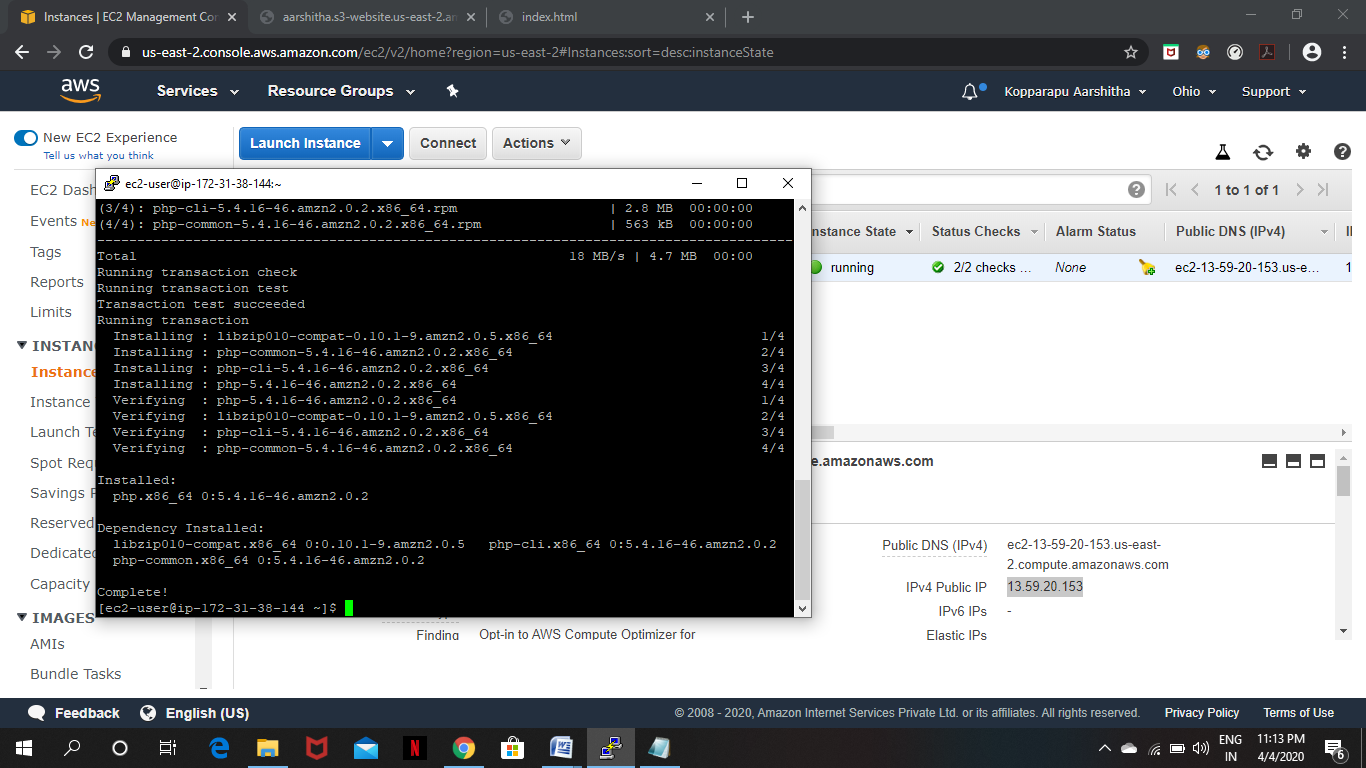 Instances | EC2 Management Cor
aarshitha.s3-website.us-east-2.an
index.html
us-east-2.console.aws.amazon.com/ec2/v2/home?region=us-east-2#Instances:sort=desc:instanceState
aws
Services
Resource Groups
Kopparapu Aarshitha
Ohio
Support
New EC2 Experience
Tell us what you think
Launch Instance
Connect
Actions
EC2 Dash
Events Ne
Tags
Reports
Limits
INSTAN
Instance
Instance
Launch Te
Spot Requ
Savings P
Reserved
Dedicated
Capacity
IMAGES
AMIs
Bundle Tasks
1 to 1 of 1
nstance State
Status Checks
Alarm Status
Public DNS (IPv4)
IP
running
2/2 checks ...
None
ec2-13-59-20-153.us-e...
1
ec2-user@ip-172-31-38-144:~
(3/4): php-cli-5.4.16-46.amzn2.0.2.x86_64.rpm | 2.8 MB 00:00:00
(4/4): php-common-5.4.16-46.amzn2.0.2.x86_64.rpm | 563 kB 00:00:00
--------------------------------------------------------------------------------
Total 18 MB/s | 4.7 MB 00:00
Running transaction check
Running transaction test
Transaction test succeeded
Running transaction
Installing : libzip010-compat-0.10.1-9.amzn2.0.5.x86_64 1/4
Installing : php-common-5.4.16-46.amzn2.0.2.x86_64 2/4
Installing : php-cli-5.4.16-46.amzn2.0.2.x86_64 3/4
Installing : php-5.4.16-46.amzn2.0.2.x86_64 4/4
Verifying : php-5.4.16-46.amzn2.0.2.x86_64 1/4
Verifying : libzip010-compat-0.10.1-9.amzn2.0.5.x86_64 2/4
Verifying : php-cli-5.4.16-46.amzn2.0.2.x86_64 3/4
Verifying : php-common-5.4.16-46.amzn2.0.2.x86_64 4/4
Installed:
php.x86_64 0:5.4.16-46.amzn2.0.2
Dependency Installed:
libzip010-compat.x86_64 0:0.10.1-9.amzn2.0.5 php-cli.x86_64 0:5.4.16-46.amzn2.0.2
php-common.x86_64 0:5.4.16-46.amzn2.0.2
Complete!
[ec2-user@ip-172-31-38-144 ~]$
e.amazonaws.com
Public DNS (IPv4)
ec2-13-59-20-153.us-east-
2.compute.amazonaws.com
IPv4 Public IP
13.59.20.153
IPv6 IPs
-
Elastic IPs
Finding
Opt-in to AWS Compute Optimizer for
Feedback
English (US)
© 2008 - 2020, Amazon Internet Services Private Ltd. or its affiliates. All rights reserved.
Privacy Policy
Terms of Use
ENG
IN
11:13 PM
4/4/2020
6